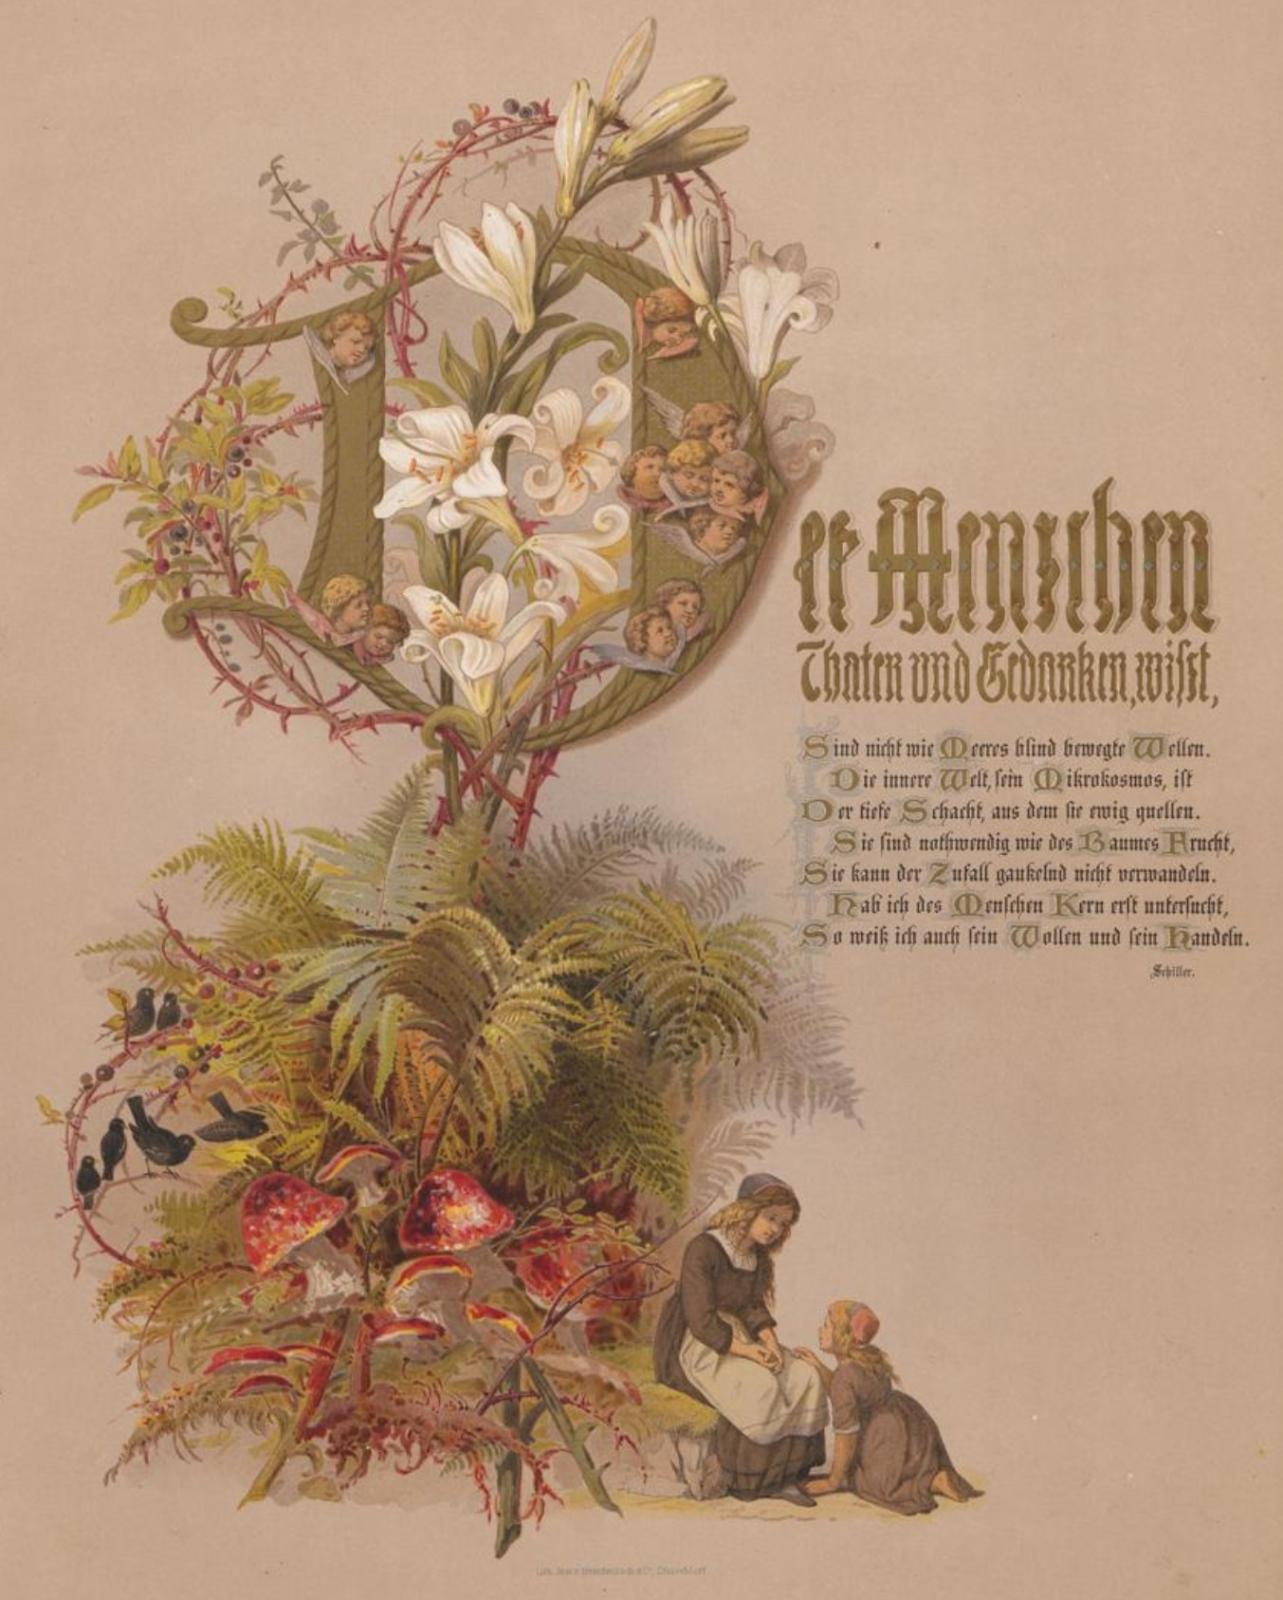 Der Menschen
Thaten und Gedanken, wisst,
Sind nicht wie Meeres blind bewegte Wellen.
Die innere Welt, sein Mikrokosmos, ist
Der tiefe Schacht, aus dem sie ewig quellen.
Sie sind nothwendig wie des Baumes Frucht,
Sie kann der Zufall gaukelnd nicht verwandeln.
Hab ich des Menschen Kern erst untersucht,
So weiß ich auch sein Wollen und sein Handeln.
Schiller.